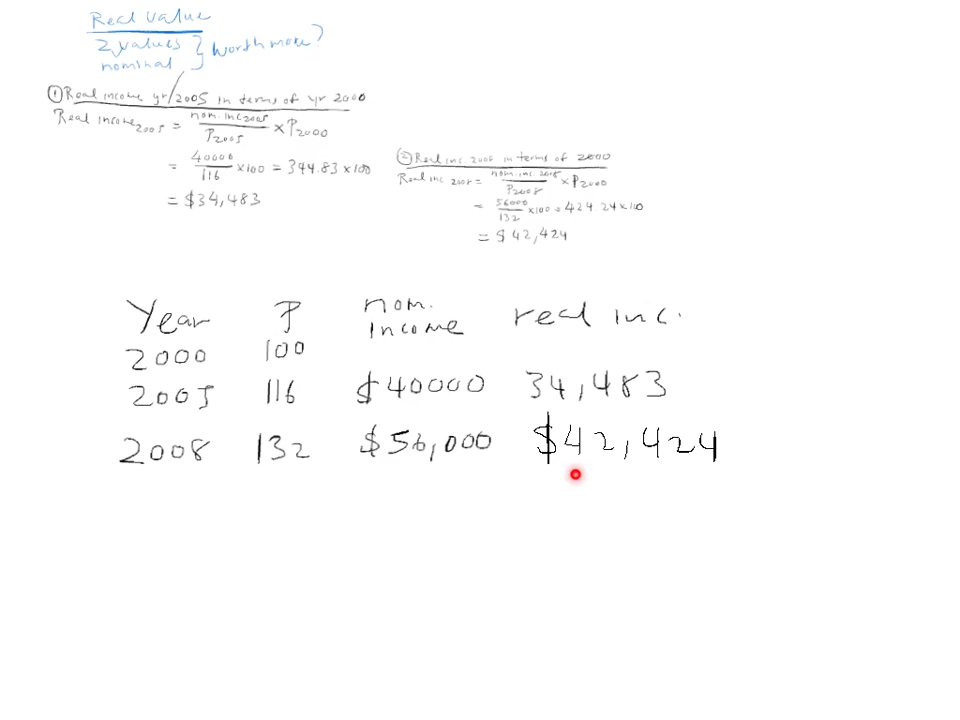 Real value
2 values
nominal } worth more?
① Real income yr/2005 in terms of yr 2000
Real income2005 = nom. inc2005/P2005 × P2000
= 40000/116 × 100 = 344.83 × 100
= $34,483
② Real inc. 2008 in terms of 2000
Real inc 2008 = nom. inc. 2008/P2008 × P2000
= 56000/132 × 100 = 424.24 × 100
= $42,424
Year P nom. income real inc.
2000 100
2005 116 $40000 34,483
2008 132 $56,000 $42,424